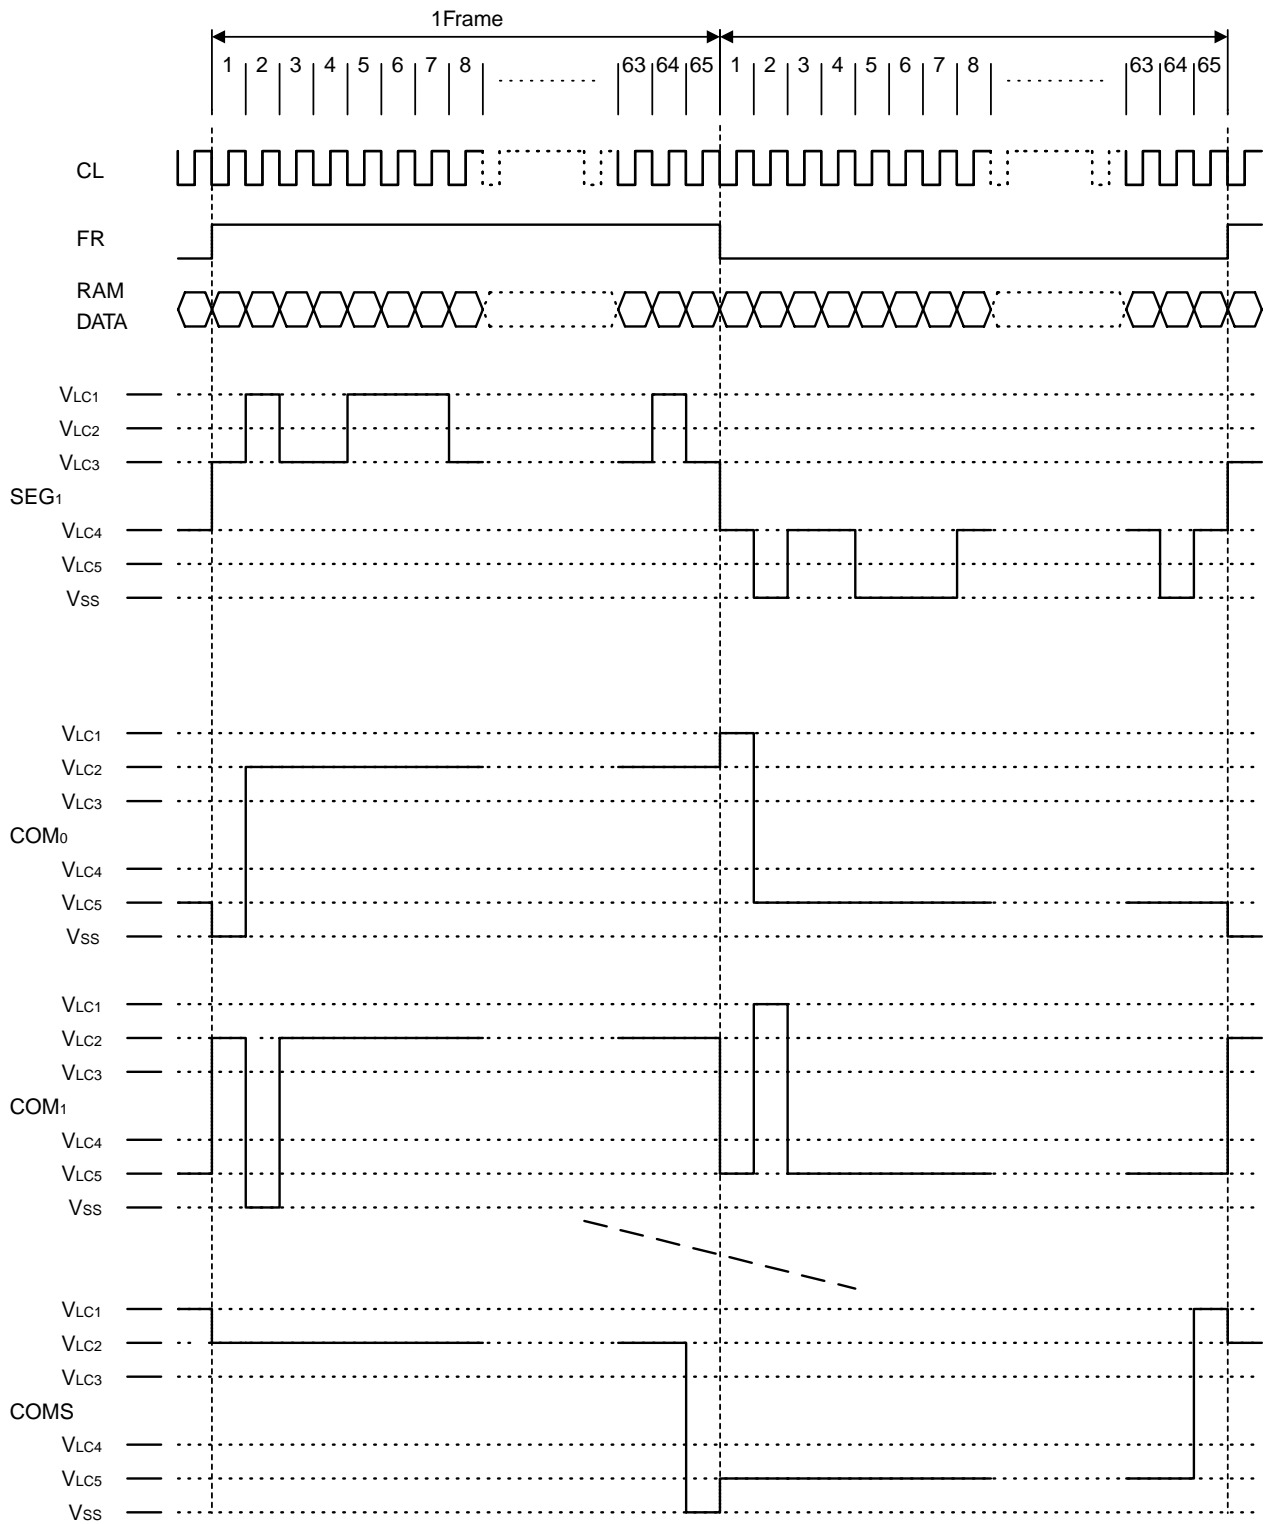 1Frame
1 2 3 4 5 6 7 8 ........... 63 64 65 1 2 3 4 5 6 7 8 ........... 63 64 65
CL
FR
RAM
DATA
VLC1
VLC2
VLC3
SEG1
VLC4
VLC5
VSS
VLC1
VLC2
VLC3
COM0
VLC4
VLC5
VSS
VLC1
VLC2
VLC3
COM1
VLC4
VLC5
VSS
VLC1
VLC2
VLC3
COMS
VLC4
VLC5
VSS